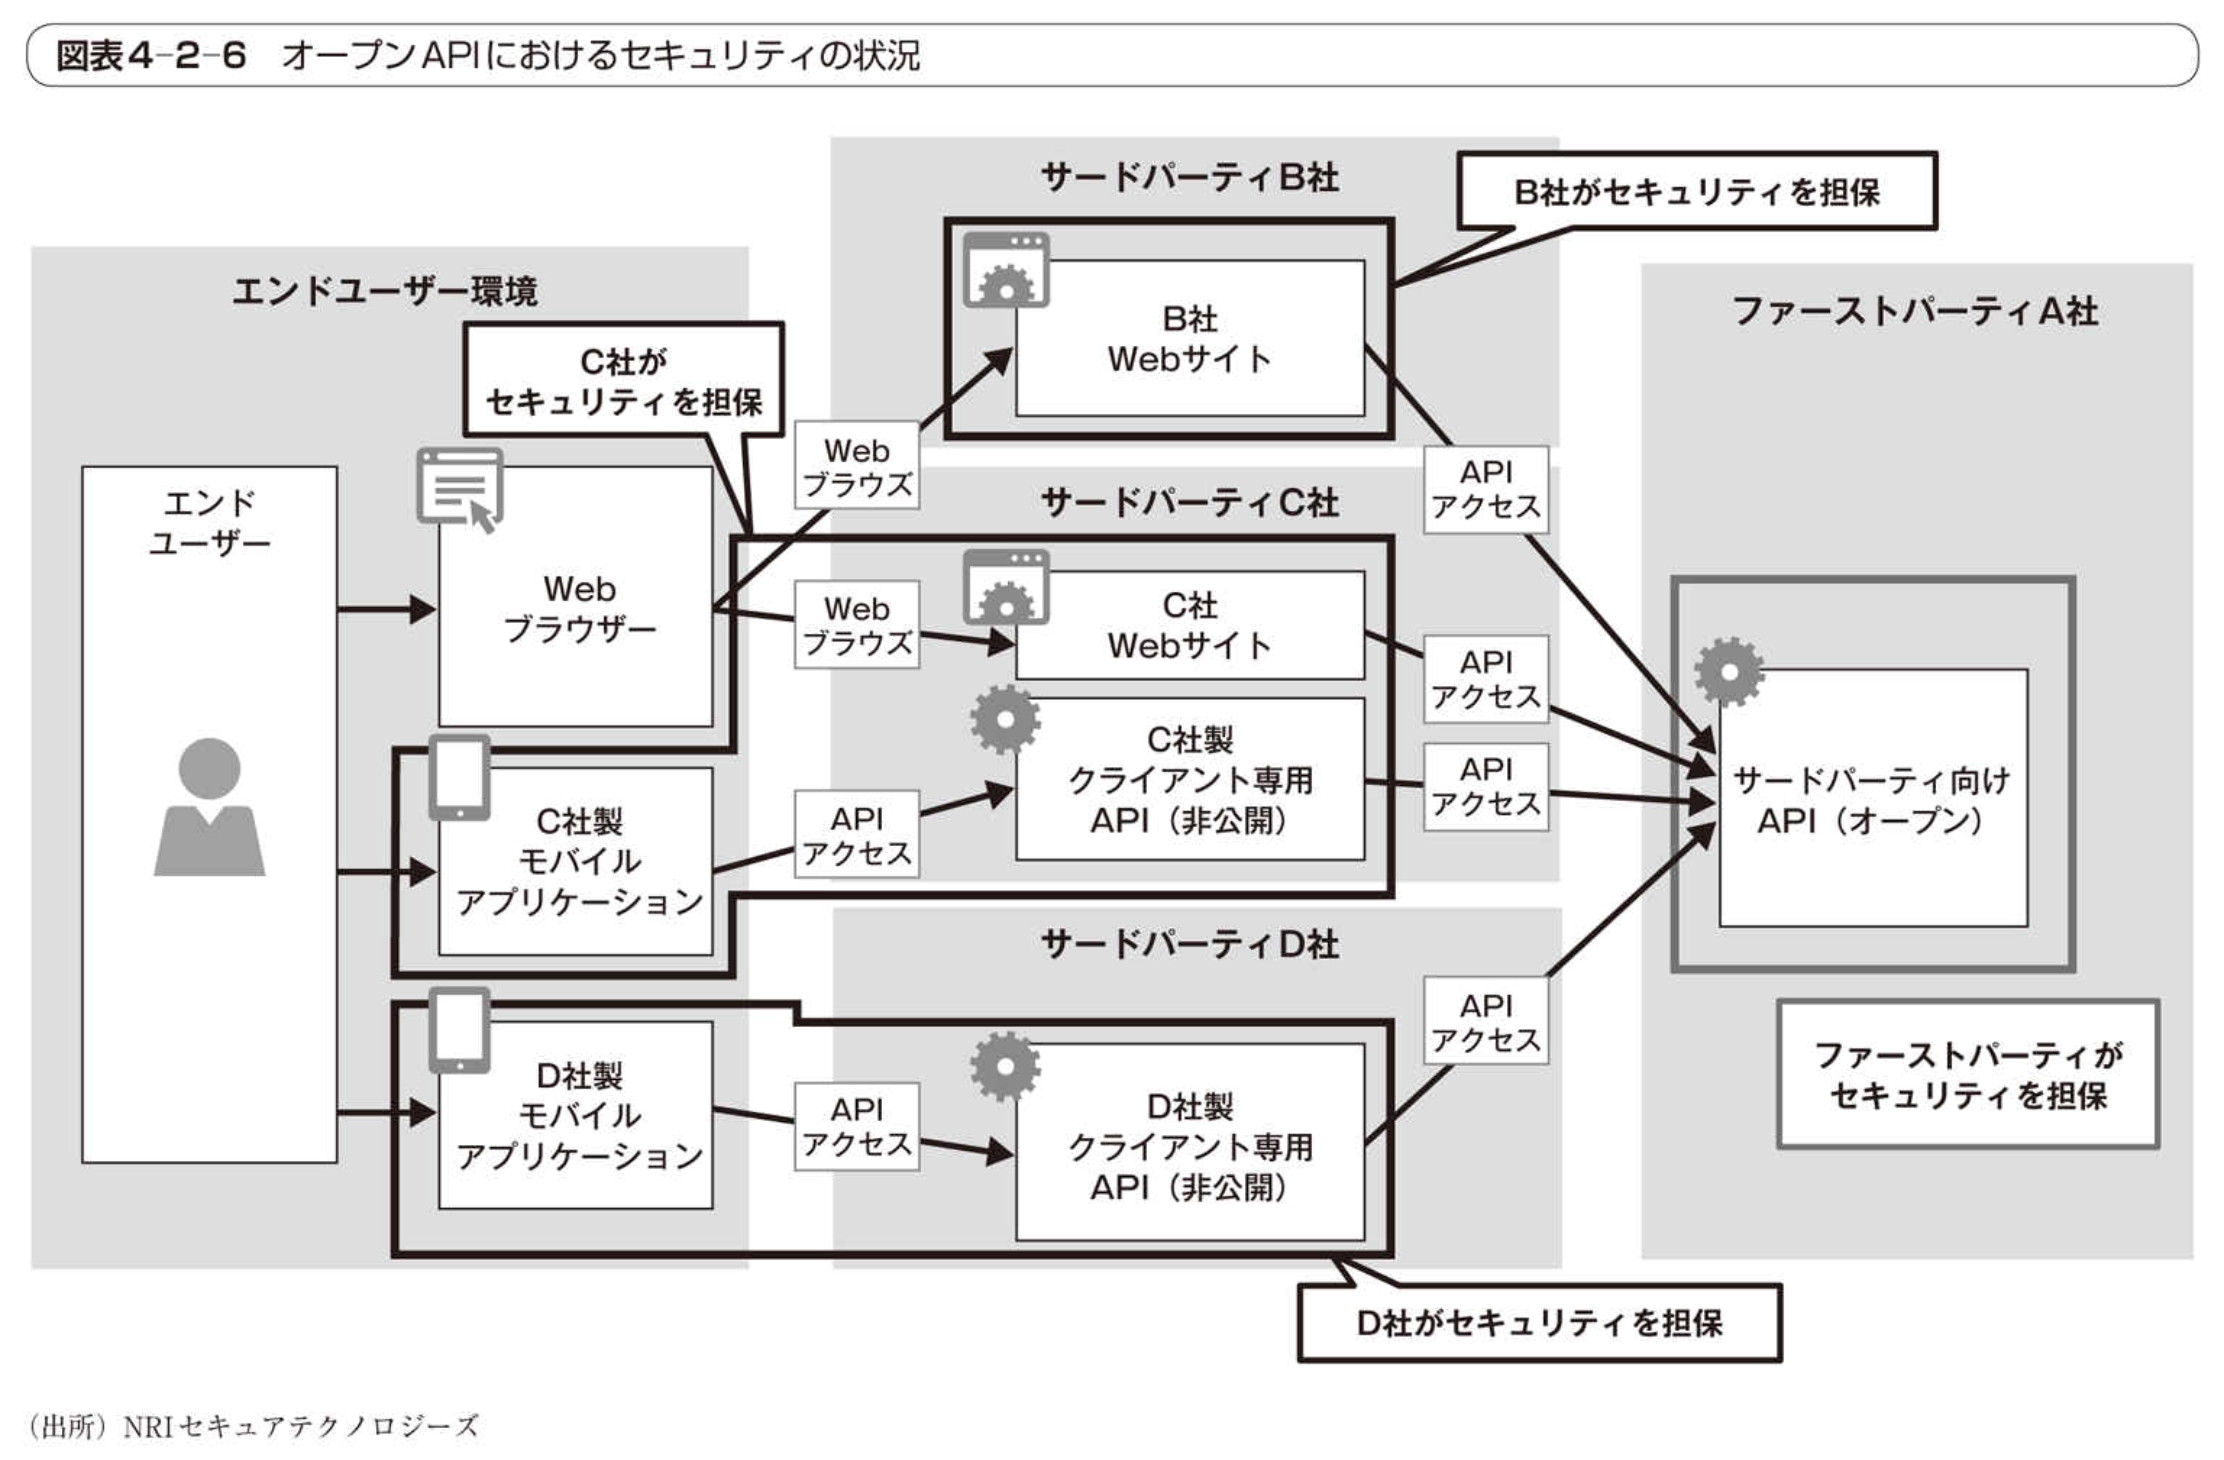 図表4-2-6 オープンAPIにおけるセキュリティの状況
サードパーティB社
B社がセキュリティを担保
エンドユーザー環境
ファーストパーティA社
C社が
セキュリティを担保
B社
Webサイト
Web
ブラウズ
API
アクセス
サードパーティC社
エンド
ユーザー
Web
ブラウザー
Web
ブラウズ
C社
Webサイト
API
アクセス
C社製
クライアント専用
API（非公開）
API
アクセス
サードパーティ向け
API（オープン）
C社製
モバイル
アプリケーション
API
アクセス
サードパーティD社
API
アクセス
ファーストパーティが
セキュリティを担保
D社製
モバイル
アプリケーション
API
アクセス
D社製
クライアント専用
API（非公開）
D社がセキュリティを担保
（出所）NRIセキュアテクノロジーズ